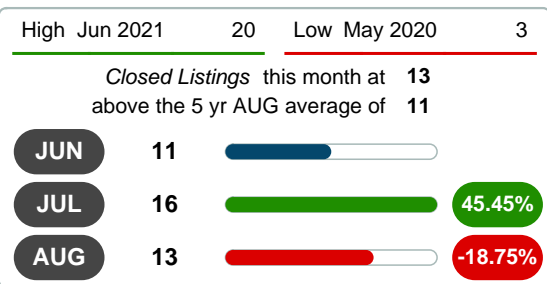 High Jun 2021 20 Low May 2020 3
Closed Listings this month at 13
above the 5 yr AUG average of 11
JUN 11
JUL 16 45.45%
AUG 13 -18.75%